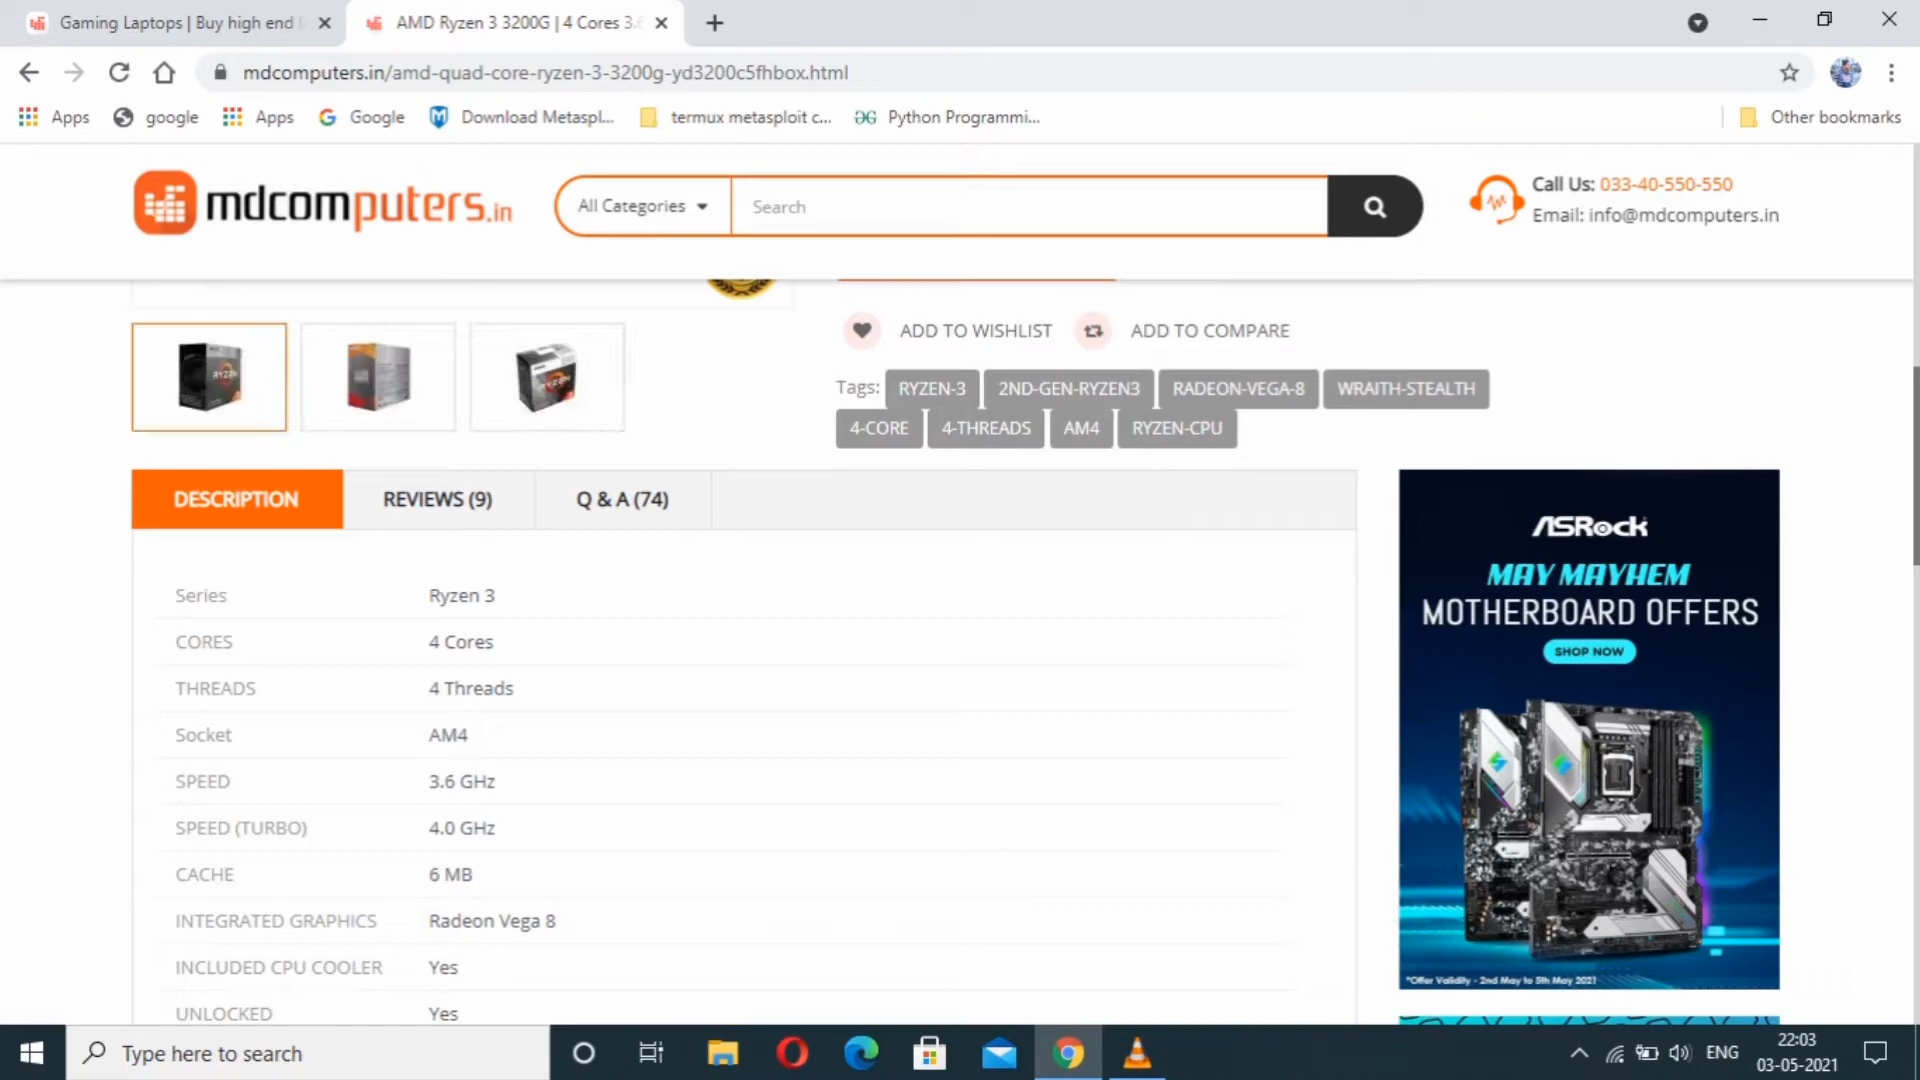 Gaming Laptops | Buy high end
AMD Ryzen 3 3200G | 4 Cores 3.
mdcomputers.in/amd-quad-core-ryzen-3-3200g-yd3200c5fhbox.html
Apps google Apps Google Download Metaspl... termux metasploit c... Python Programmi... Other bookmarks
mdcomputers.in
All Categories
Search
Call Us: 033-40-550-550
Email: info@mdcomputers.in
ADD TO WISHLIST ADD TO COMPARE
Tags: RYZEN-3 2ND-GEN-RYZEN3 RADEON-VEGA-8 WRAITH-STEALTH
4-CORE 4-THREADS AM4 RYZEN-CPU
DESCRIPTION REVIEWS (9) Q & A (74)
Series Ryzen 3
CORES 4 Cores
THREADS 4 Threads
Socket AM4
SPEED 3.6 GHz
SPEED (TURBO) 4.0 GHz
CACHE 6 MB
INTEGRATED GRAPHICS Radeon Vega 8
INCLUDED CPU COOLER Yes
UNLOCKED Yes
ASRock
MAY MAYHEM
MOTHERBOARD OFFERS
SHOP NOW
*Offer Validity - 2nd May to 5th May 2021
Type here to search
ENG
22:03
03-05-2021